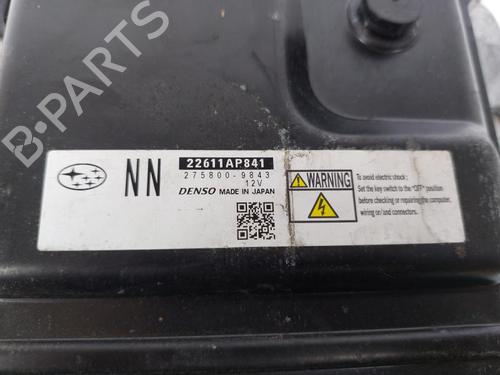 B-PARTS
NN
22611AP841
275800-9843
12V
DENSO MADE IN JAPAN
WARNING
To avoid electric shock :
Set the key switch to the "OFF" position
before checking or repairing the computer,
wiring on/and connectors.